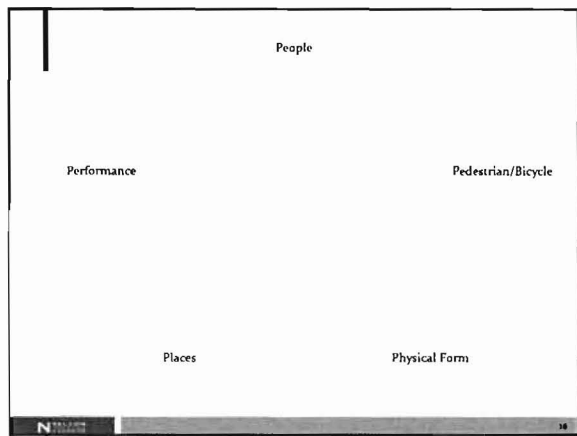 People
Performance
Pedestrian/Bicycle
Places
Physical Form
N